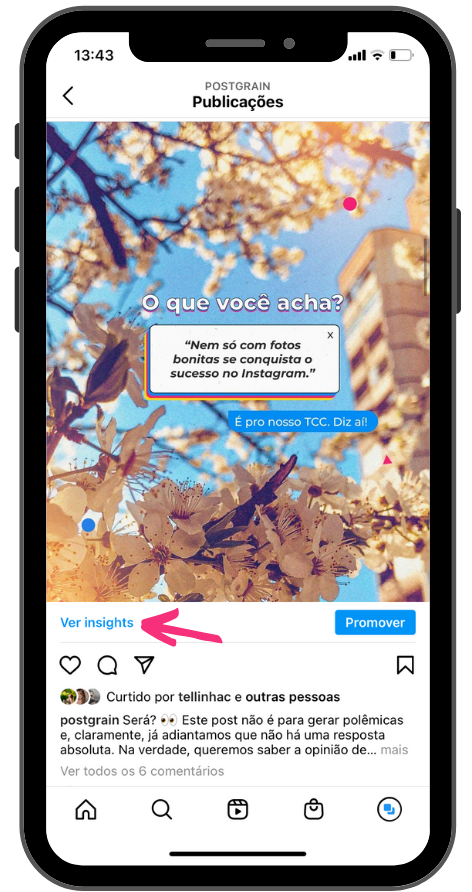 13:43
POSTGRAIN
Publicações
O que você acha?
X
“Nem só com fotos
bonitas se conquista o
sucesso no Instagram.”
É pro nosso TCC. Diz aí!
Ver insights
Promover
Curtido por tellinhac e outras pessoas
postgrain Será? 👀 Este post não é para gerar polêmicas
e, claramente, já adiantamos que não há uma resposta
absoluta. Na verdade, queremos saber a opinião de... mais
Ver todos os 6 comentários